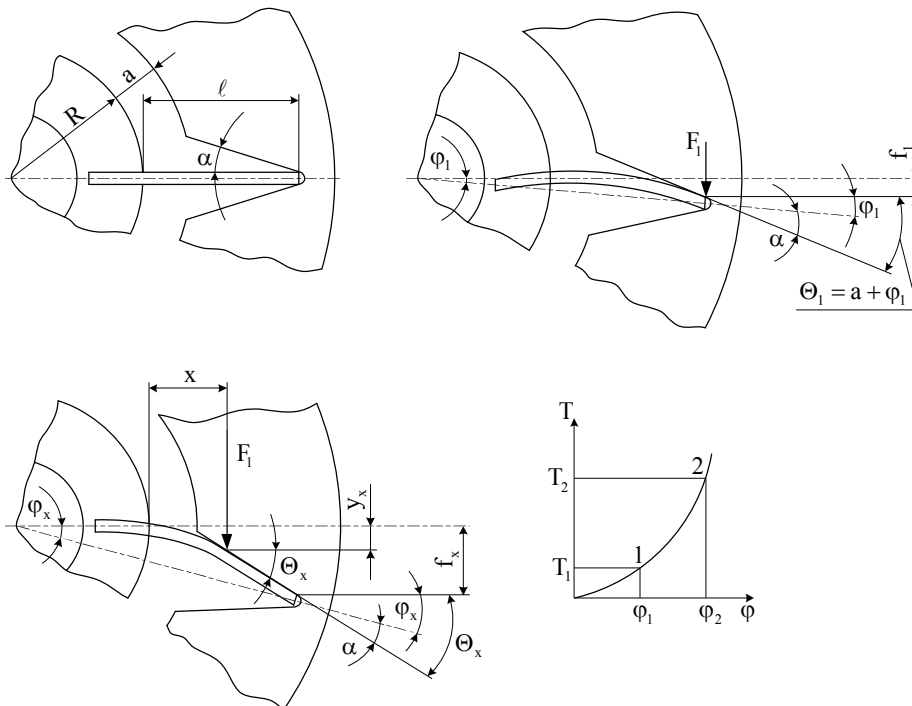 R
a
ℓ
α
φ₁
F₁
f₁
φ₁
α
Θ₁ = a + φ₁
x
F₁
yₓ
φₓ
Θₓ
fₓ
φₓ
α
Θₓ
T
T₂
2
T₁
1
φ₁
φ₂
φ